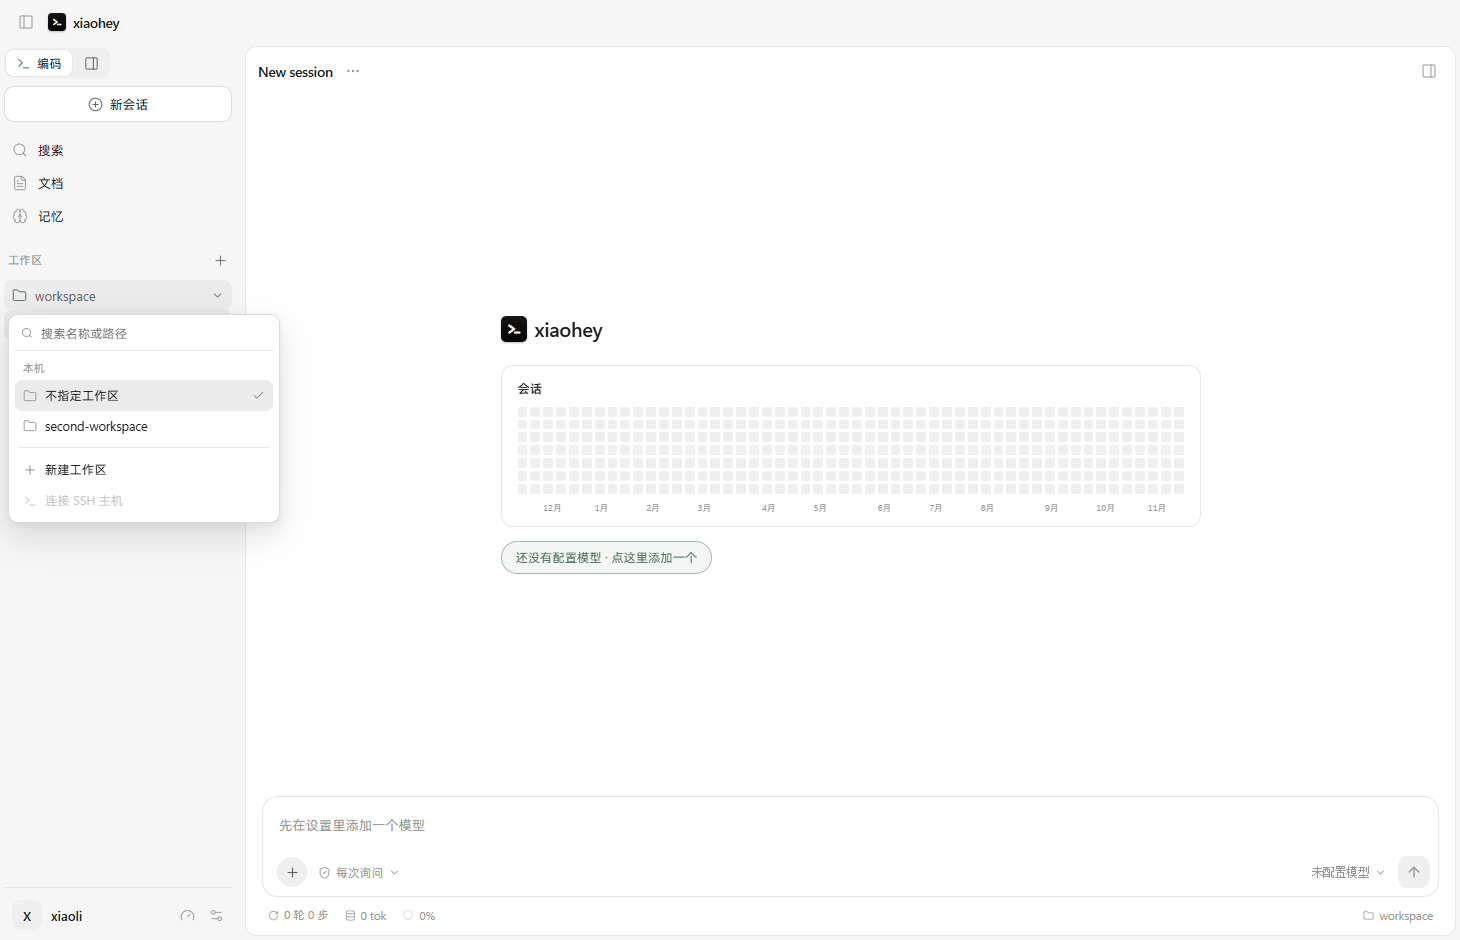 xiaohey
编码
新会话
搜索
文档
记忆
工作区
workspace
搜索名称或路径
本机
不指定工作区
second-workspace
新建工作区
连接 SSH 主机
xiaoli
X
New session
xiaohey
会话
12月 1月 2月 3月 4月 5月 6月 7月 8月 9月 10月 11月
还没有配置模型 · 点这里添加一个
先在设置里添加一个模型
每次询问
未配置模型
0 轮 0 步 0 tok 0%
workspace